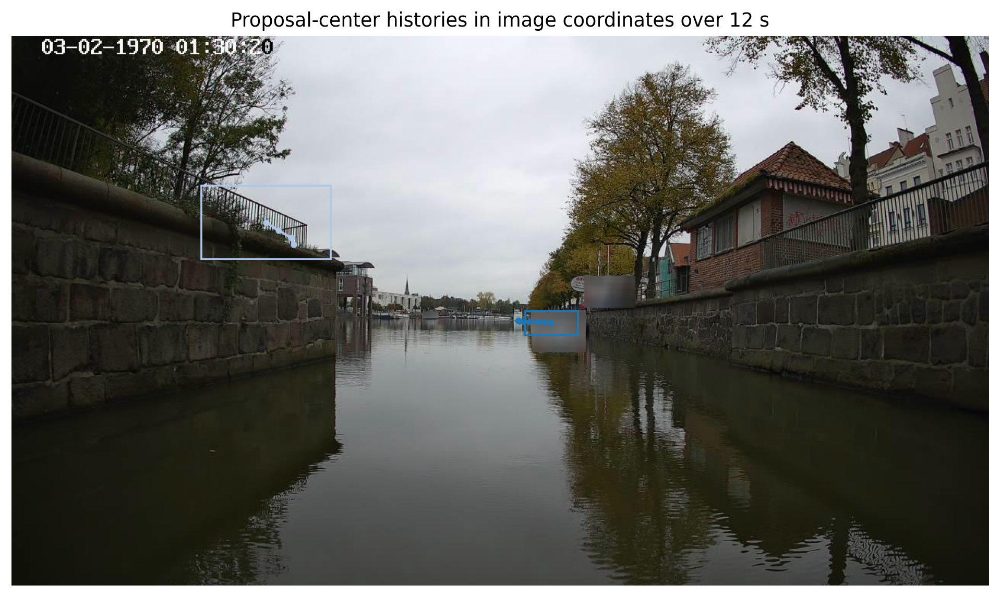 Proposal-center histories in image coordinates over 12 s
03-02-1970 01:30:20